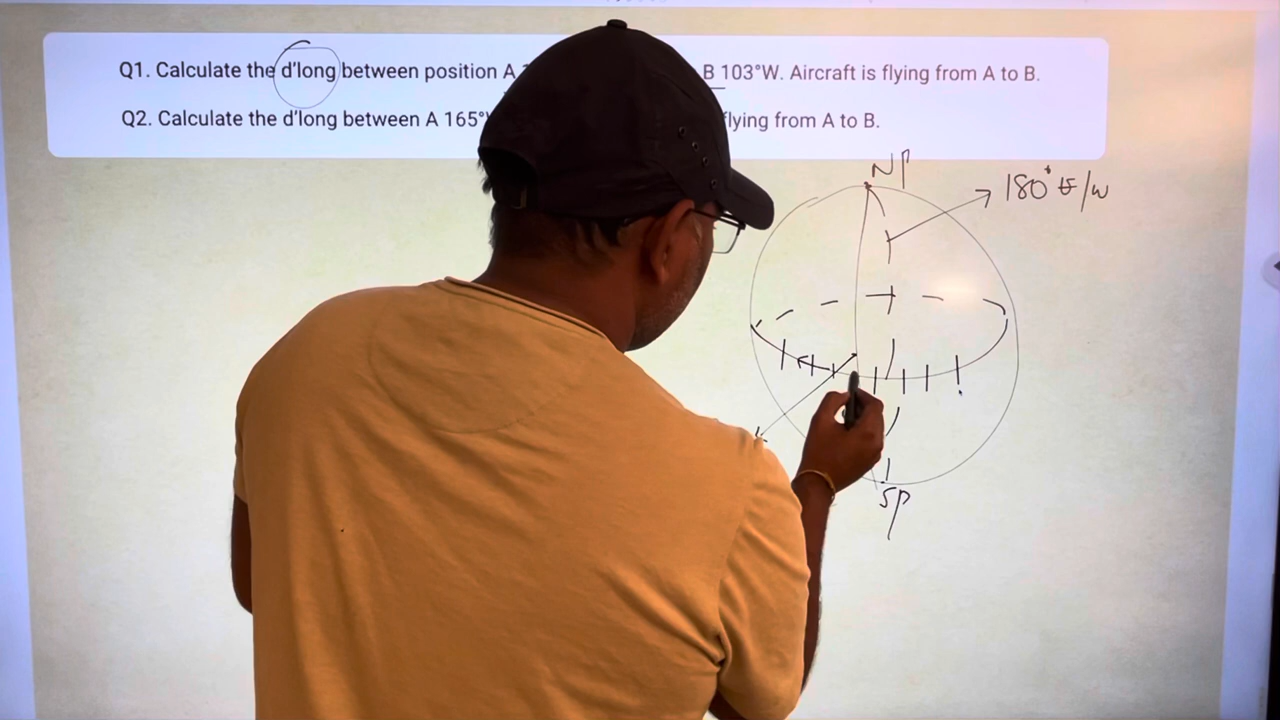 Q1. Calculate the d'long between position A B 103°W. Aircraft is flying from A to B.
Q2. Calculate the d'long between A 165° flying from A to B.
NP
180° E/W
SP